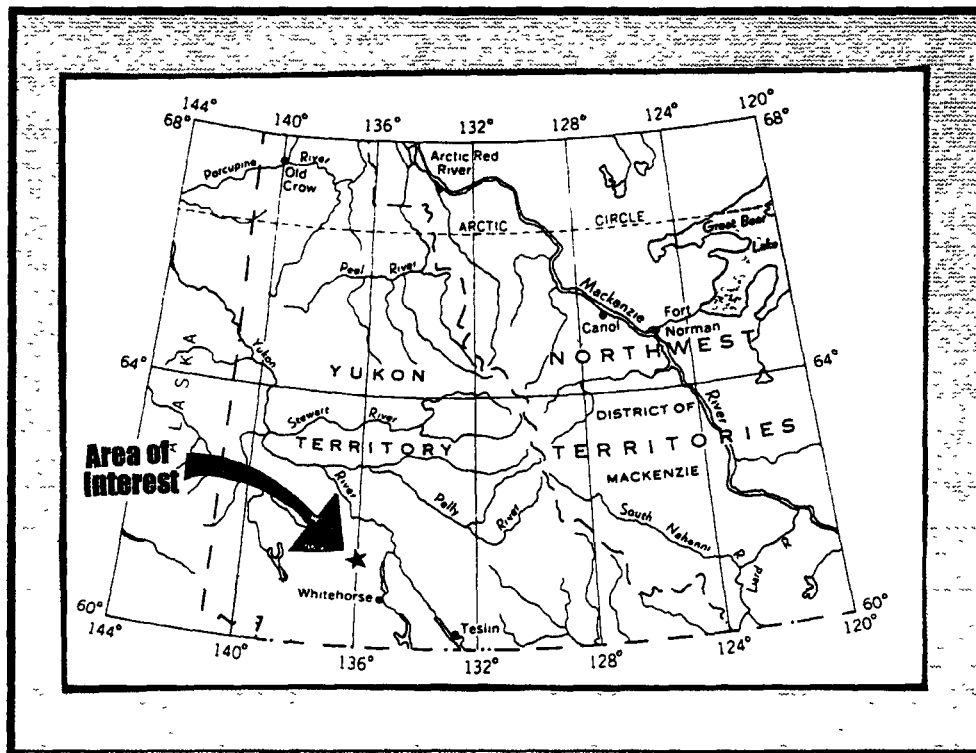 144° 140° 136° 132° 128° 124° 120°
68° 68°
Porcupine River
Old
Crow
Arctic Red
River
ARCTIC CIRCLE
Great Bear
Lake
Peel River
Mackenzie
Canol
Fort
Norman
NORTHWEST
YUKON
ALASKA
Yukon
64° 64°
Stewart River
DISTRICT OF
River
TERRITORY TERRITORIES
MACKENZIE
Area of
Interest
River
Pelly
River
South Nahanni R
Liard R
Whitehorse
Teslin
60° 60°
144° 140° 136° 132° 128° 124° 120°